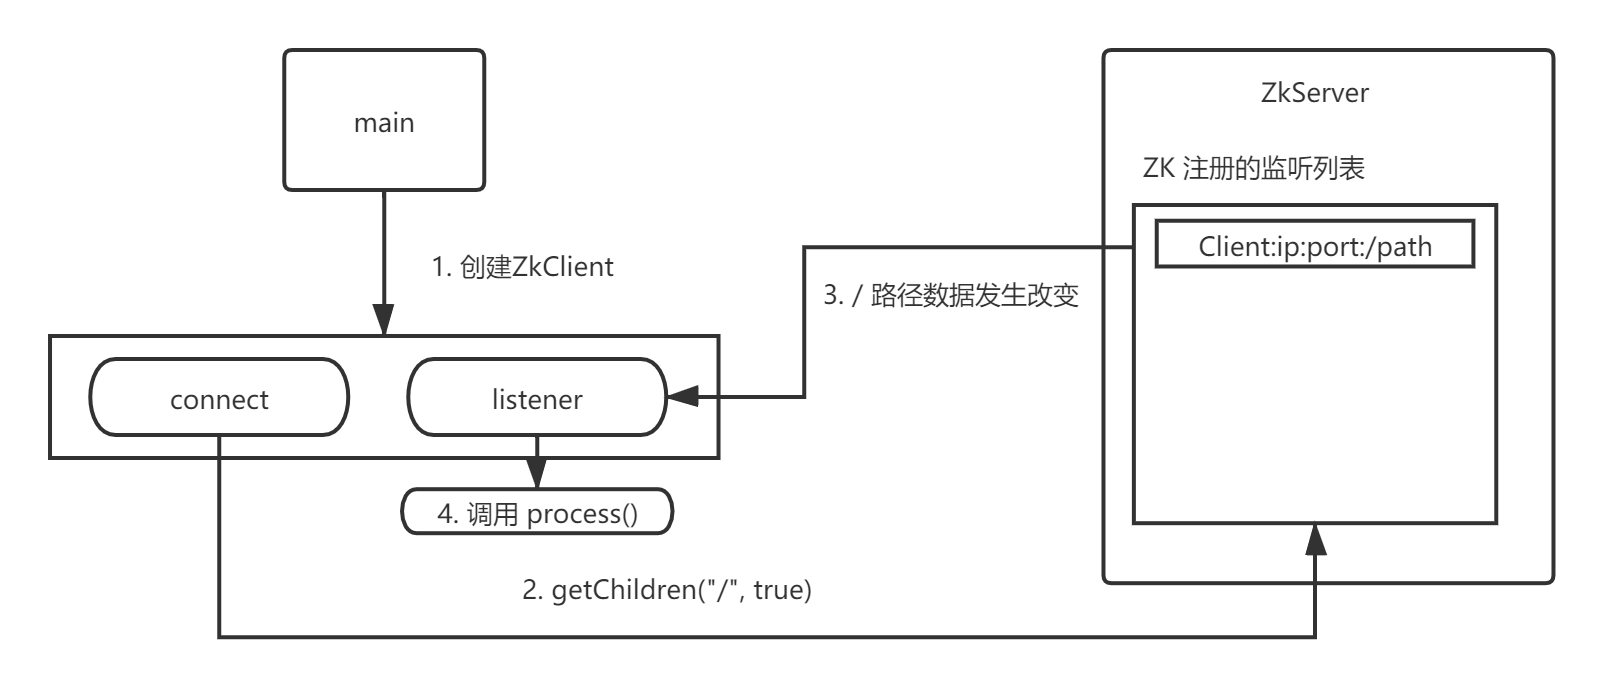 main
ZkServer
ZK 注册的监听列表
Client:ip:port:/path
1. 创建ZkClient
3. / 路径数据发生改变
connect
listener
4. 调用 process()
2. getChildren("/", true)